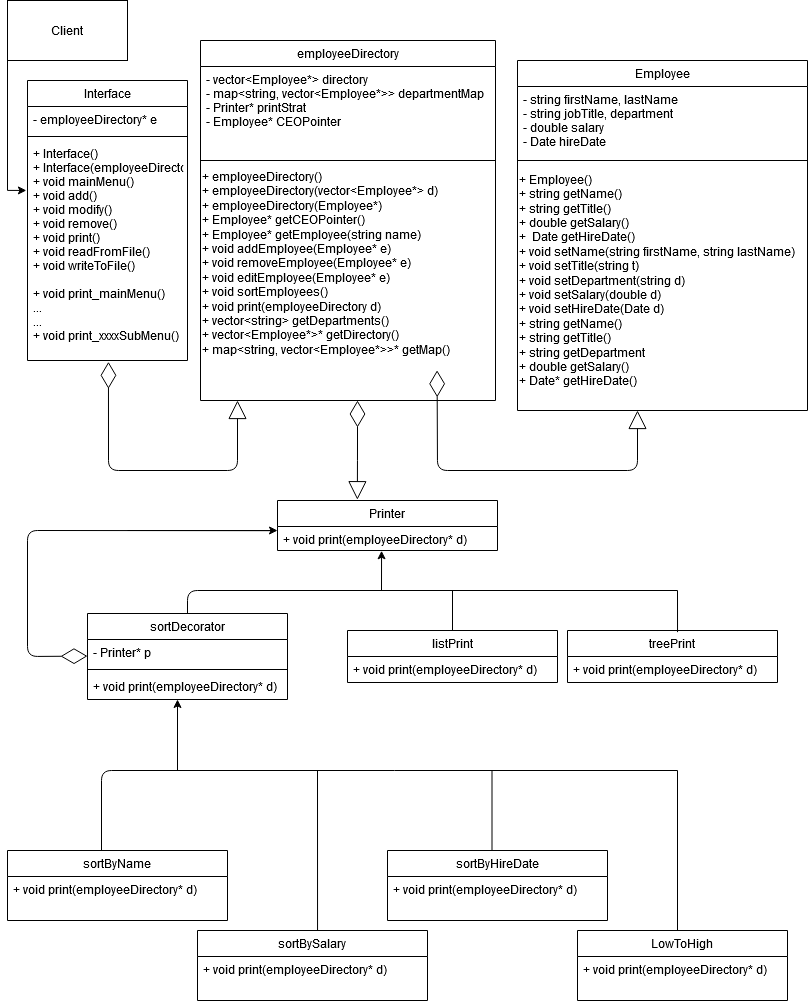 Client
Interface
- employeeDirectory* e
+ Interface()
+ Interface(employeeDirectc
+ void mainMenu()
+ void add()
+ void modify()
+ void remove()
+ void print()
+ void readFromFile()
+ void writeToFile()
+ void print_mainMenu()
...
...
+ void print_xxxxSubMenu()
employeeDirectory
- vector<Employee*> directory
- map<string, vector<Employee*>> departmentMap
- Printer* printStrat
- Employee* CEOPointer
+ employeeDirectory()
+ employeeDirectory(vector<Employee*> d)
+ employeeDirectory(Employee*)
+ Employee* getCEOPointer()
+ Employee* getEmployee(string name)
+ void addEmployee(Employee* e)
+ void removeEmployee(Employee* e)
+ void editEmployee(Employee* e)
+ void sortEmployees()
+ void print(employeeDirectory d)
+ vector<string> getDepartments()
+ vector<Employee*>* getDirectory()
+ map<string, vector<Employee*>>* getMap()
Employee
- string firstName, lastName
- string jobTitle, department
- double salary
- Date hireDate
+ Employee()
+ string getName()
+ string getTitle()
+ double getSalary()
+ Date getHireDate()
+ void setName(string firstName, string lastName)
+ void setTitle(string t)
+ void setDepartment(string d)
+ void setSalary(double d)
+ void setHireDate(Date d)
+ string getName()
+ string getTitle()
+ string getDepartment
+ double getSalary()
+ Date* getHireDate()
Printer
+ void print(employeeDirectory* d)
sortDecorator
- Printer* p
+ void print(employeeDirectory* d)
listPrint
+ void print(employeeDirectory* d)
treePrint
+ void print(employeeDirectory* d)
sortByName
+ void print(employeeDirectory* d)
sortByHireDate
+ void print(employeeDirectory* d)
sortBySalary
+ void print(employeeDirectory* d)
LowToHigh
+ void print(employeeDirectory* d)